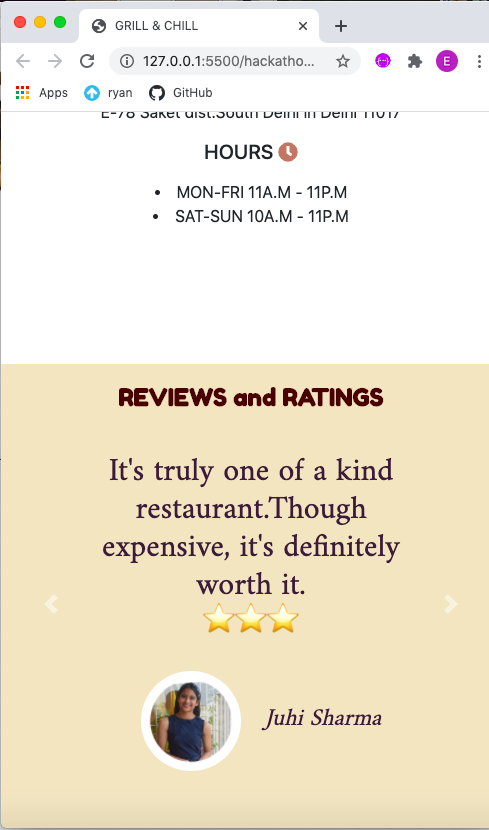 GRILL & CHILL
127.0.0.1:5500/hackatho...
E
Apps ryan GitHub
E-78 Saket dist.South Delhi in Delhi 11017
HOURS
• MON-FRI 11A.M - 11P.M
• SAT-SUN 10A.M - 11P.M
REVIEWS and RATINGS
It's truly one of a kind
restaurant.Though
expensive, it's definitely
worth it.
Juhi Sharma